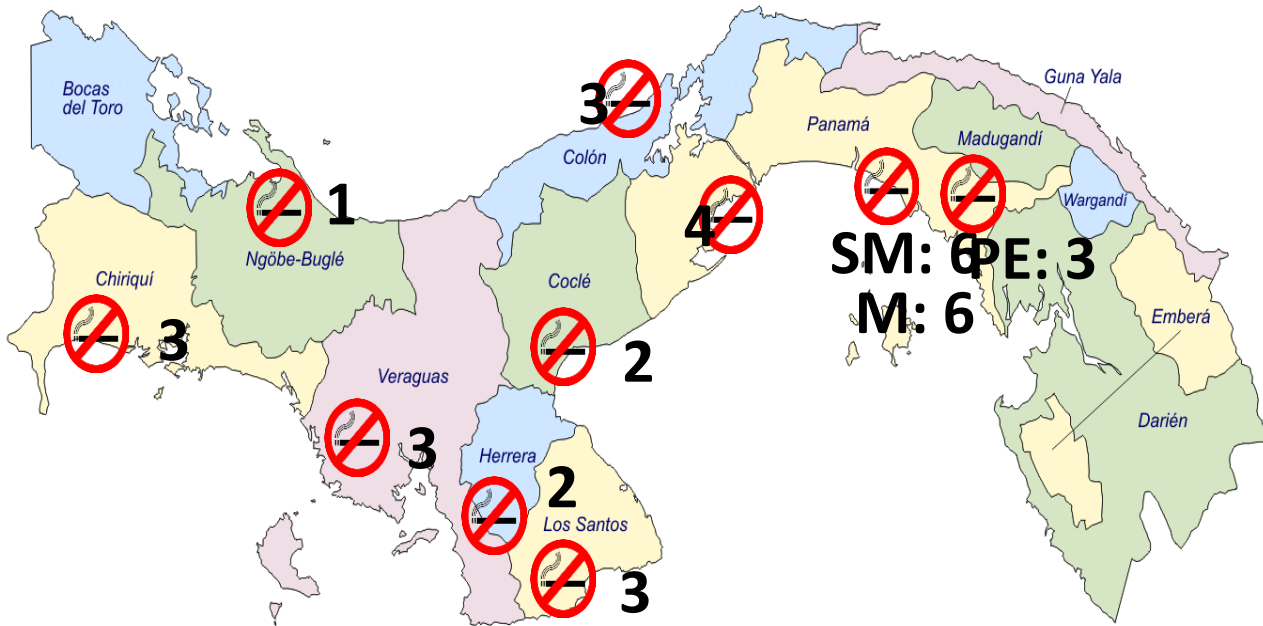 Bocas
del Toro
3
Colón
Panamá
Guna Yala
Madugandí
Wargandí
1
Ngöbe-Buglé
Chiriquí
3
4
SM: 6
M: 6
PE: 3
Coclé
2
Emberá
Veraguas
3
Herrera
2
Los Santos
3
Darién